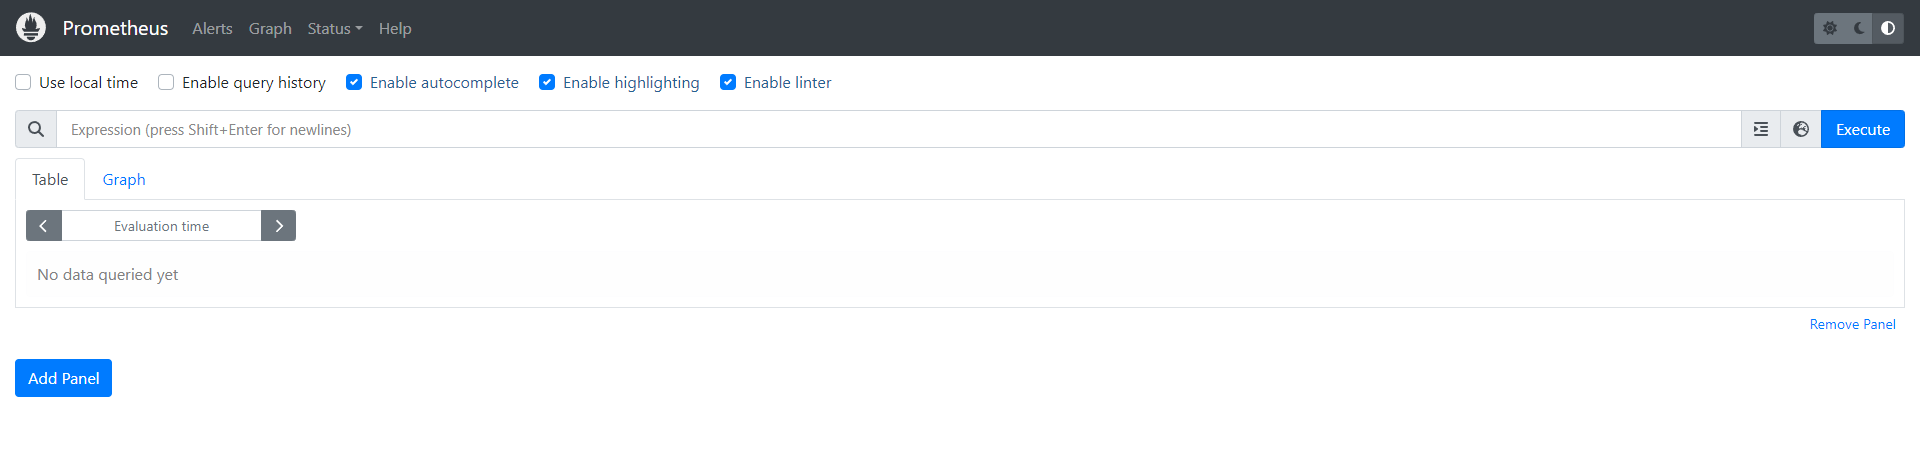 Prometheus Alerts Graph Status Help
Use local time Enable query history Enable autocomplete Enable highlighting Enable linter
Expression (press Shift+Enter for newlines) Execute
Table Graph
Evaluation time
No data queried yet
Remove Panel
Add Panel